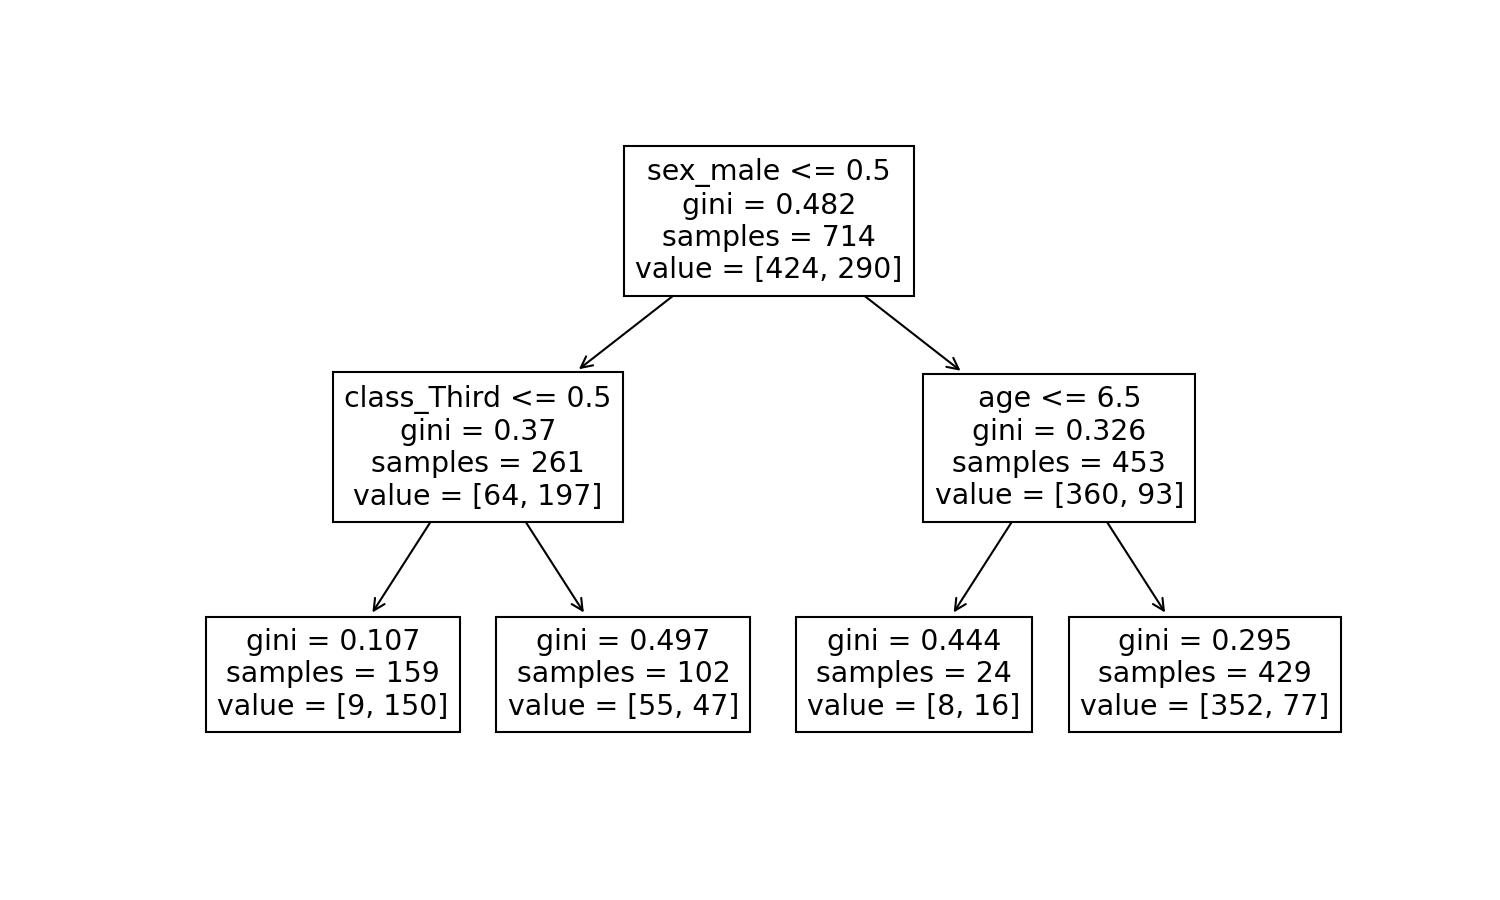 sex_male <= 0.5
gini = 0.482
samples = 714
value = [424, 290]
class_Third <= 0.5
gini = 0.37
samples = 261
value = [64, 197]
age <= 6.5
gini = 0.326
samples = 453
value = [360, 93]
gini = 0.107
samples = 159
value = [9, 150]
gini = 0.497
samples = 102
value = [55, 47]
gini = 0.444
samples = 24
value = [8, 16]
gini = 0.295
samples = 429
value = [352, 77]